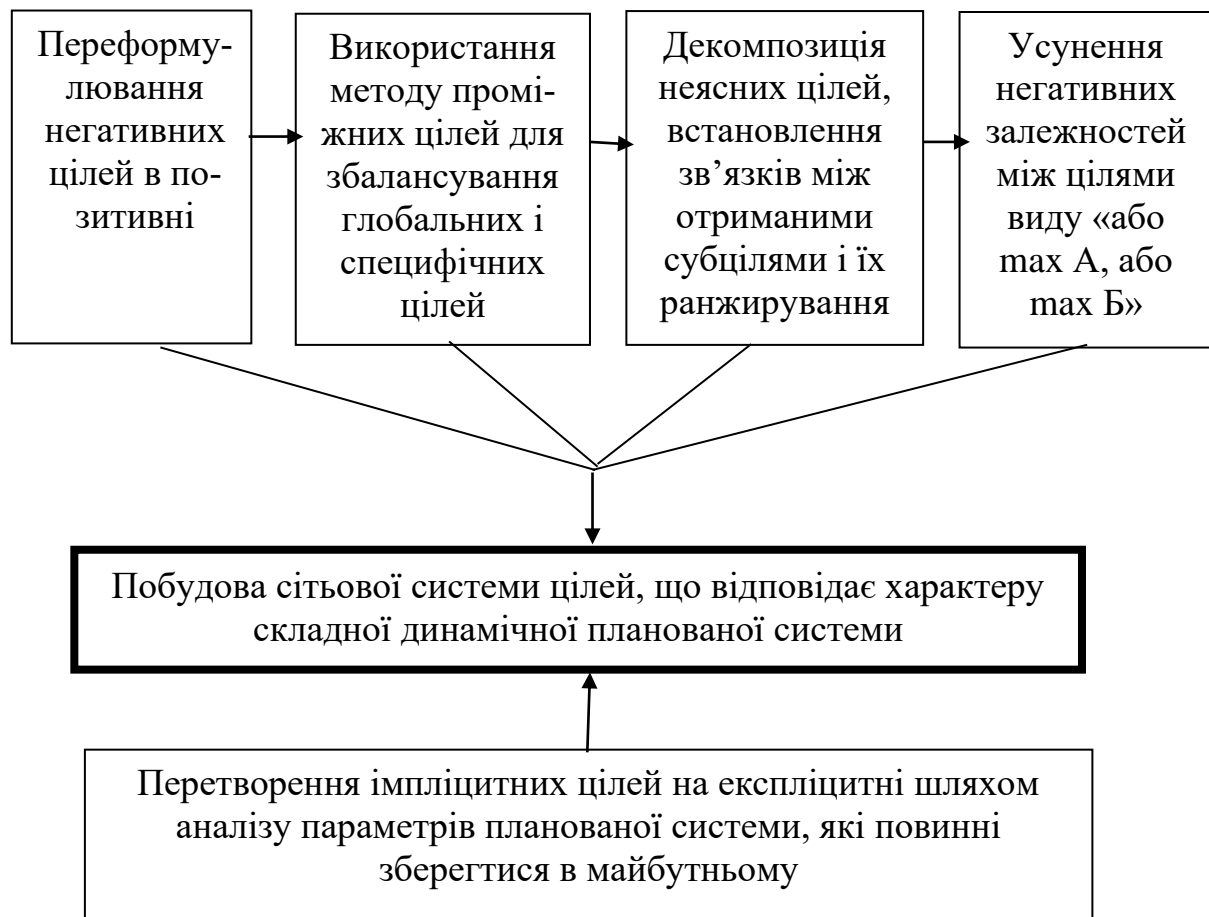 Переформу-
лювання
негативних
цілей в по-
зитивні
Використання
методу промі-
жних цілей для
збалансування
глобальних і
специфічних
цілей
Декомпозиція
неясних цілей,
встановлення
зв’язків між
отриманими
субцілями і їх
ранжирування
Усунення
негативних
залежностей
між цілями
виду «або
max А, або
max Б»
Побудова сітьової системи цілей, що відповідає характеру
складної динамічної планованої системи
Перетворення імпліцитних цілей на експліцитні шляхом
аналізу параметрів планованої системи, які повинні
зберегтися в майбутньому